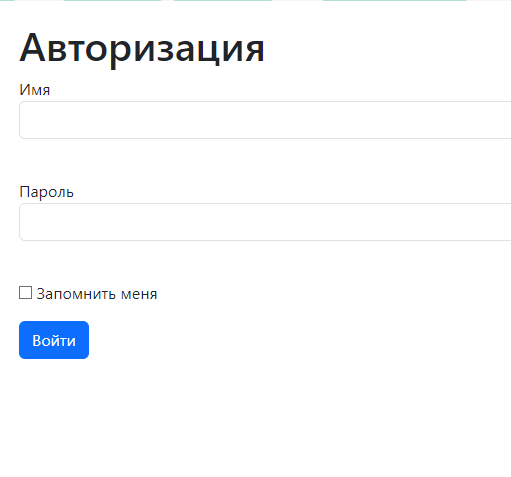 Авторизация
Имя
Пароль
Запомнить меня
Войти